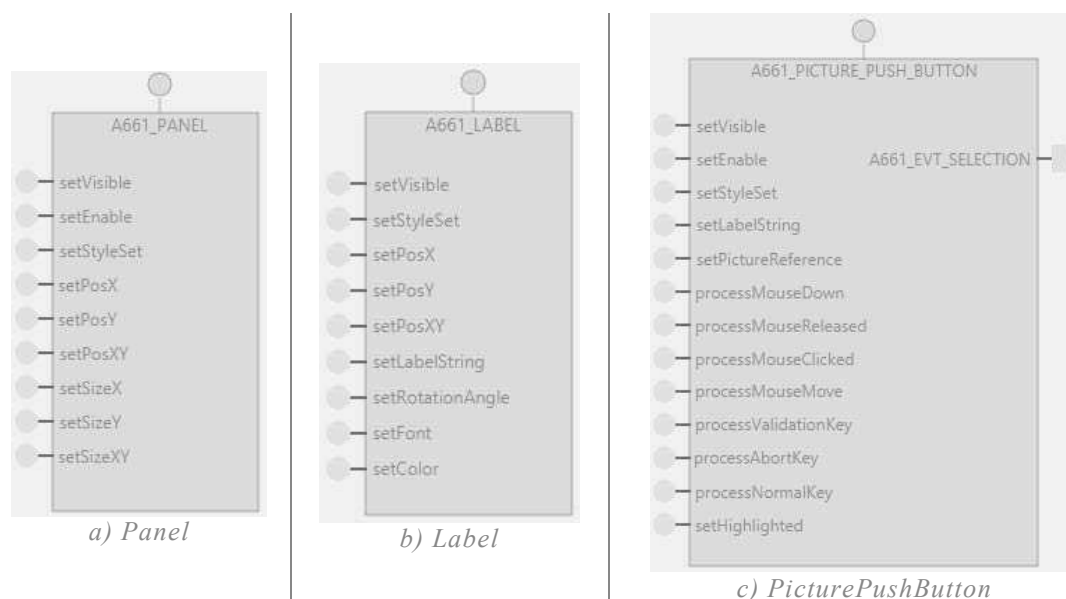 A661_PANEL
setVisible
setEnable
setStyleSet
setPosX
setPosY
setPosXY
setSizeX
setSizeY
setSizeXY
a) Panel
A661_LABEL
setVisible
setStyleSet
setPosX
setPosY
setPosXY
setLabelString
setRotationAngle
setFont
setColor
b) Label
A661_PICTURE_PUSH_BUTTON
setVisible
setEnable
A661_EVT_SELECTION
setStyleSet
setLabelString
setPictureReference
processMouseDown
processMouseReleased
processMouseClicked
processMouseMove
processValidationKey
processAbortKey
processNormalKey
setHighlighted
c) PicturePushButton